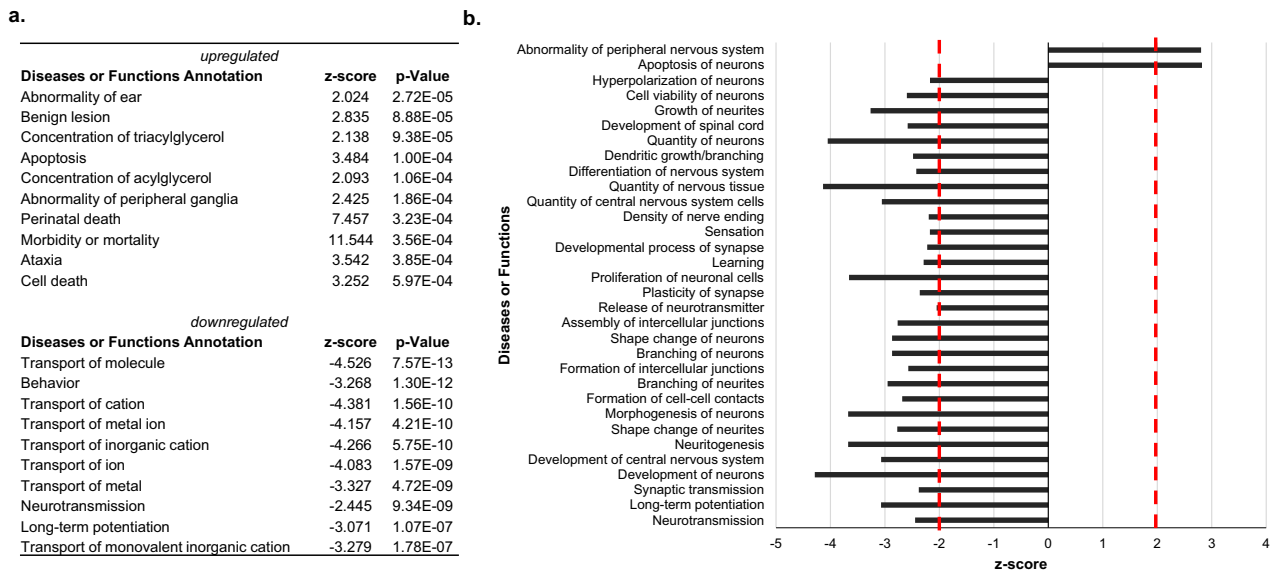 a.
upregulated
Diseases or Functions Annotation z-score p-Value
Abnormality of ear 2.024 2.72E-05
Benign lesion 2.835 8.88E-05
Concentration of triacylglycerol 2.138 9.38E-05
Apoptosis 3.484 1.00E-04
Concentration of acylglycerol 2.093 1.06E-04
Abnormality of peripheral ganglia 2.425 1.86E-04
Perinatal death 7.457 3.23E-04
Morbidity or mortality 11.544 3.56E-04
Ataxia 3.542 3.85E-04
Cell death 3.252 5.97E-04
downregulated
Diseases or Functions Annotation z-score p-Value
Transport of molecule -4.526 7.57E-13
Behavior -3.268 1.30E-12
Transport of cation -4.381 1.56E-10
Transport of metal ion -4.157 4.21E-10
Transport of inorganic cation -4.266 5.75E-10
Transport of ion -4.083 1.57E-09
Transport of metal -3.327 4.72E-09
Neurotransmission -2.445 9.34E-09
Long-term potentiation -3.071 1.07E-07
Transport of monovalent inorganic cation -3.279 1.78E-07
b.
Diseases or Functions
Abnormality of peripheral nervous system
Apoptosis of neurons
Hyperpolarization of neurons
Cell viability of neurons
Growth of neurites
Development of spinal cord
Quantity of neurons
Dendritic growth/branching
Differentiation of nervous system
Quantity of nervous tissue
Quantity of central nervous system cells
Density of nerve ending
Sensation
Developmental process of synapse
Learning
Proliferation of neuronal cells
Plasticity of synapse
Release of neurotransmitter
Assembly of intercellular junctions
Shape change of neurons
Branching of neurons
Formation of intercellular junctions
Branching of neurites
Formation of cell-cell contacts
Morphogenesis of neurons
Shape change of neurites
Neuritogenesis
Development of central nervous system
Development of neurons
Synaptic transmission
Long-term potentiation
Neurotransmission
-5 -4 -3 -2 -1 0 1 2 3 4
z-score